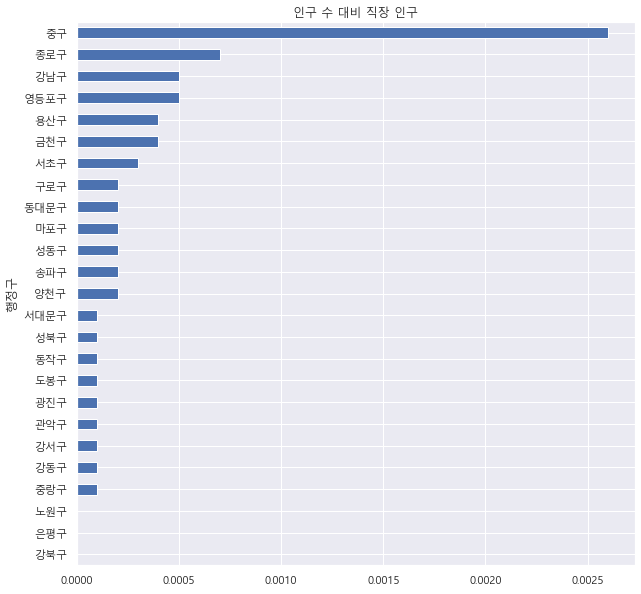 인구 수 대비 직장 인구
행정구
중구
종로구
강남구
영등포구
용산구
금천구
서초구
구로구
동대문구
마포구
성동구
송파구
양천구
서대문구
성북구
동작구
도봉구
광진구
관악구
강서구
강동구
중랑구
노원구
은평구
강북구
0.0000 0.0005 0.0010 0.0015 0.0020 0.0025